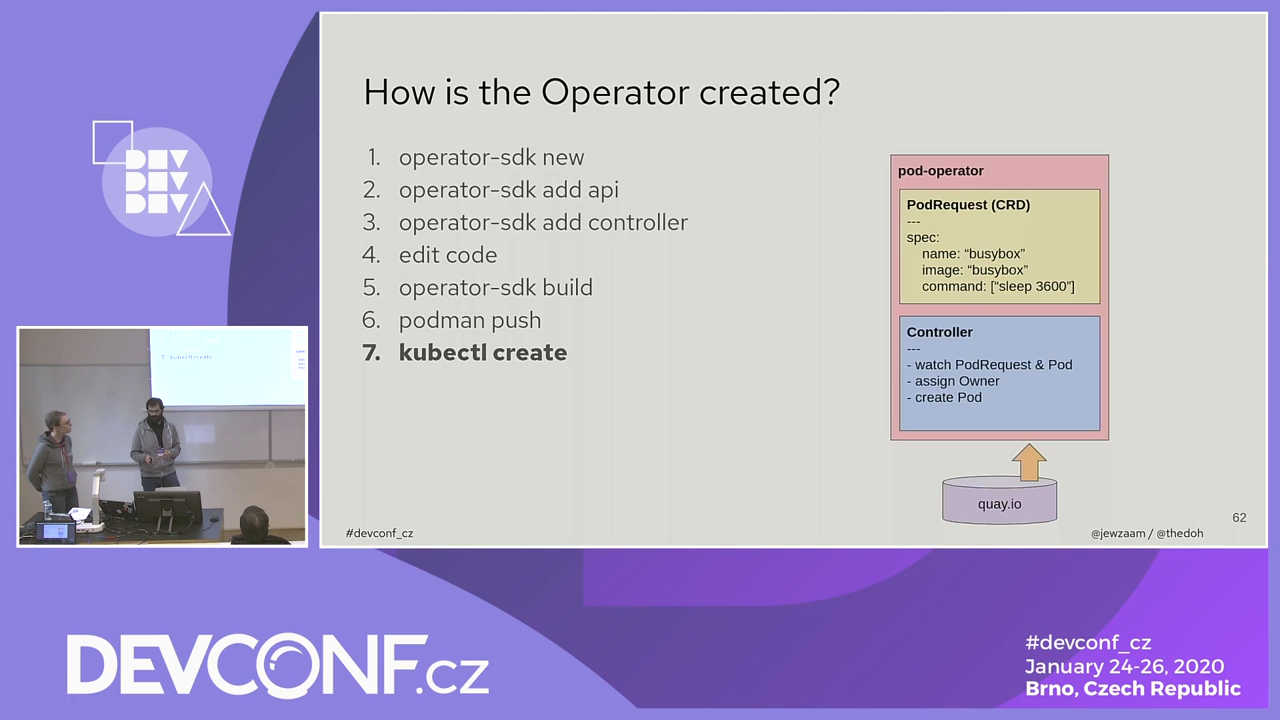 How is the Operator created?
1. operator-sdk new
2. operator-sdk add api
3. operator-sdk add controller
4. edit code
5. operator-sdk build
6. podman push
7. kubectl create
pod-operator
PodRequest (CRD)
---
spec:
name: “busybox”
image: “busybox”
command: [“sleep 3600”]
Controller
---
- watch PodRequest & Pod
- assign Owner
- create Pod
quay.io
62
#devconf_cz
@jewzaam / @thedoh
DEV
DEV
DEV
7. kubectl create
DEVCONF.cz
#devconf_cz
January 24-26, 2020
Brno, Czech Republic